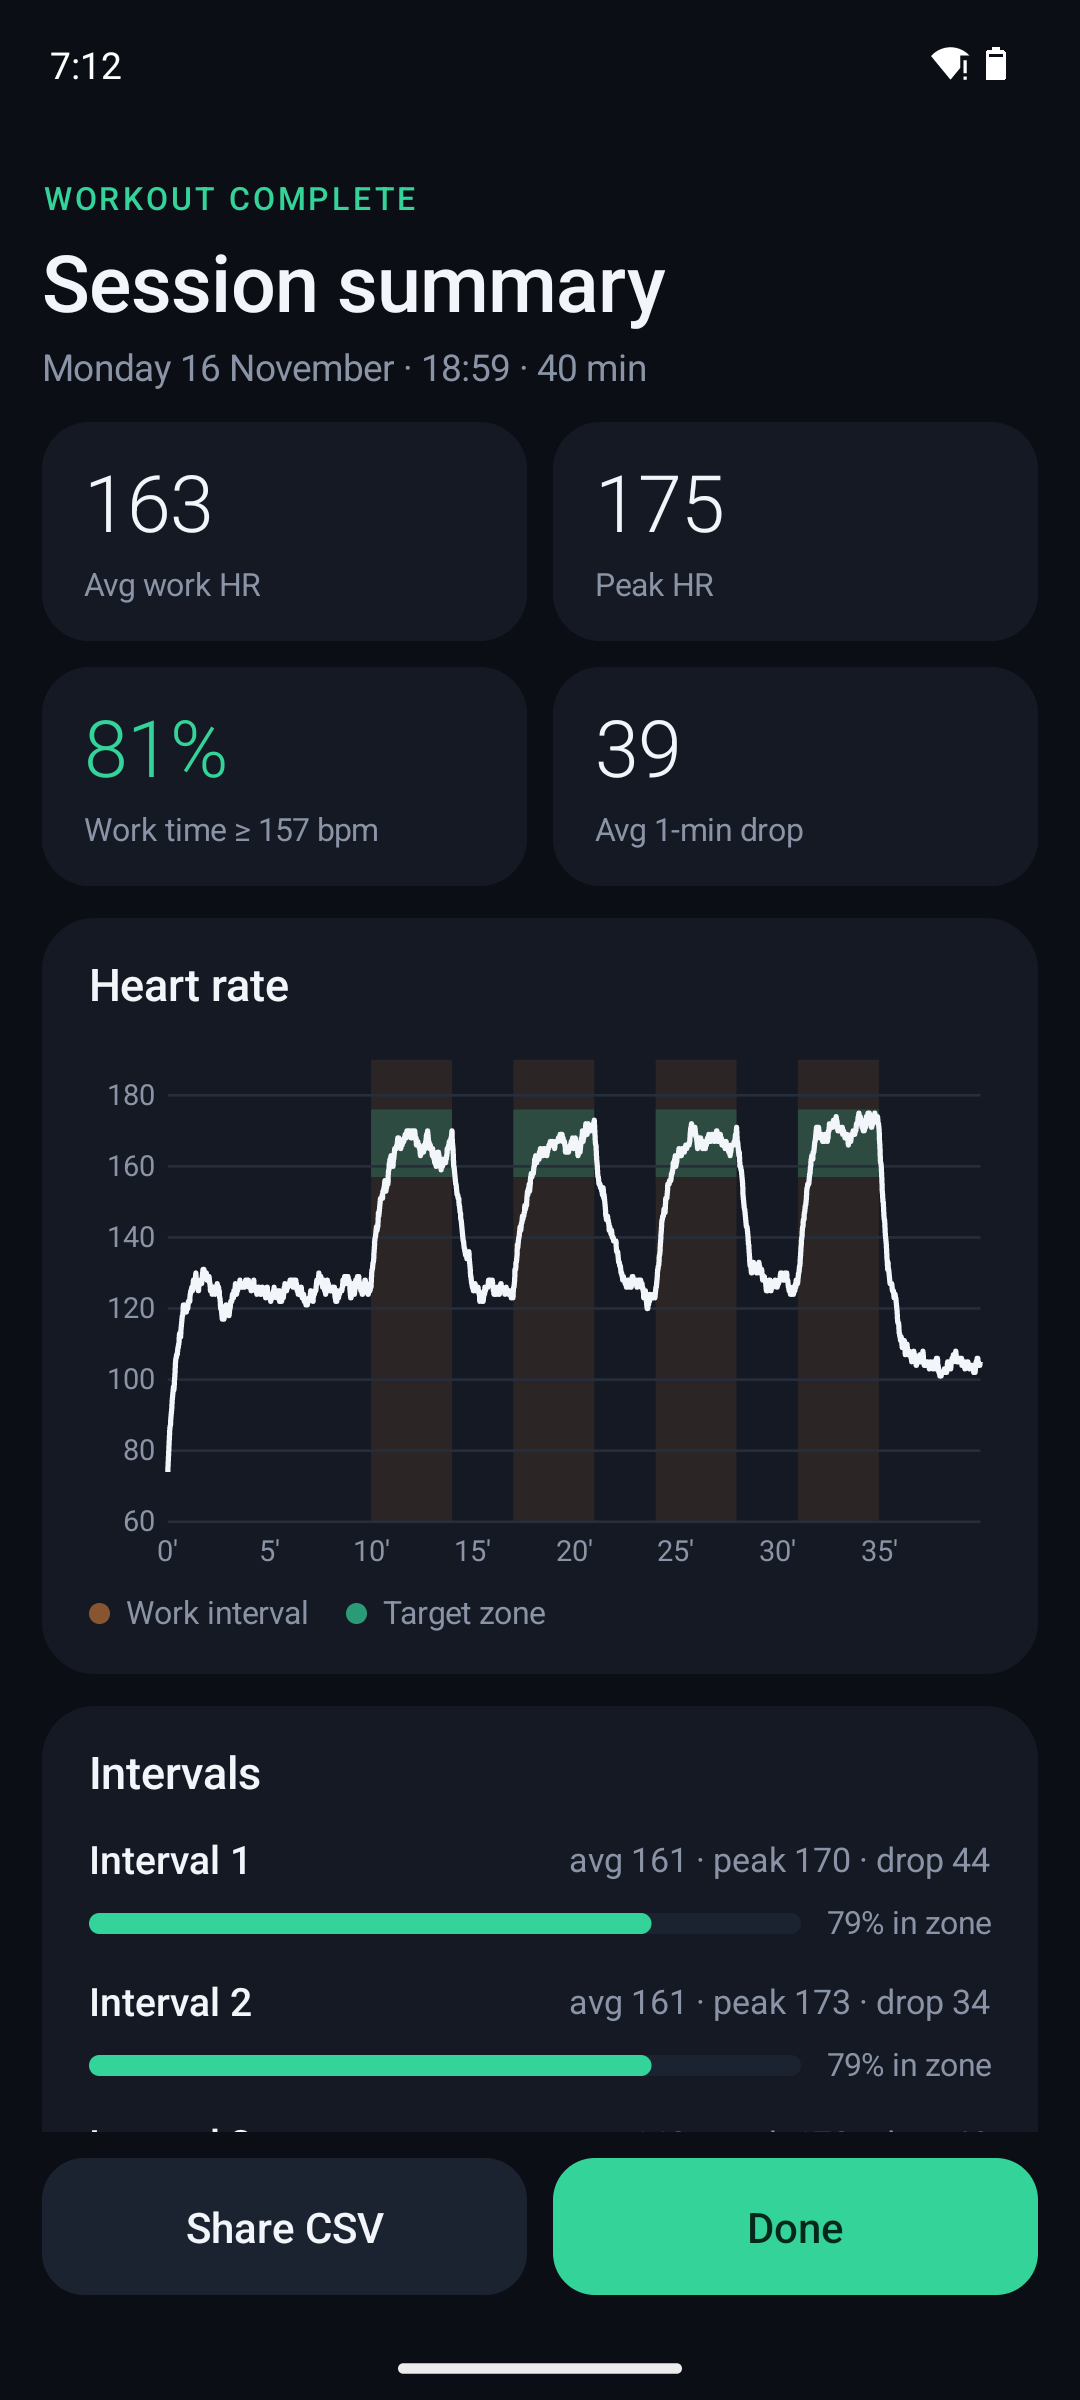 7:12
WORKOUT COMPLETE
Session summary
Monday 16 November · 18:59 · 40 min
163
Avg work HR
175
Peak HR
81%
Work time ≥ 157 bpm
39
Avg 1-min drop
Heart rate
180
160
140
120
100
80
60
0' 5' 10' 15' 20' 25' 30' 35'
Work interval Target zone
Intervals
Interval 1 avg 161 · peak 170 · drop 44
79% in zone
Interval 2 avg 161 · peak 173 · drop 34
79% in zone
Share CSV Done